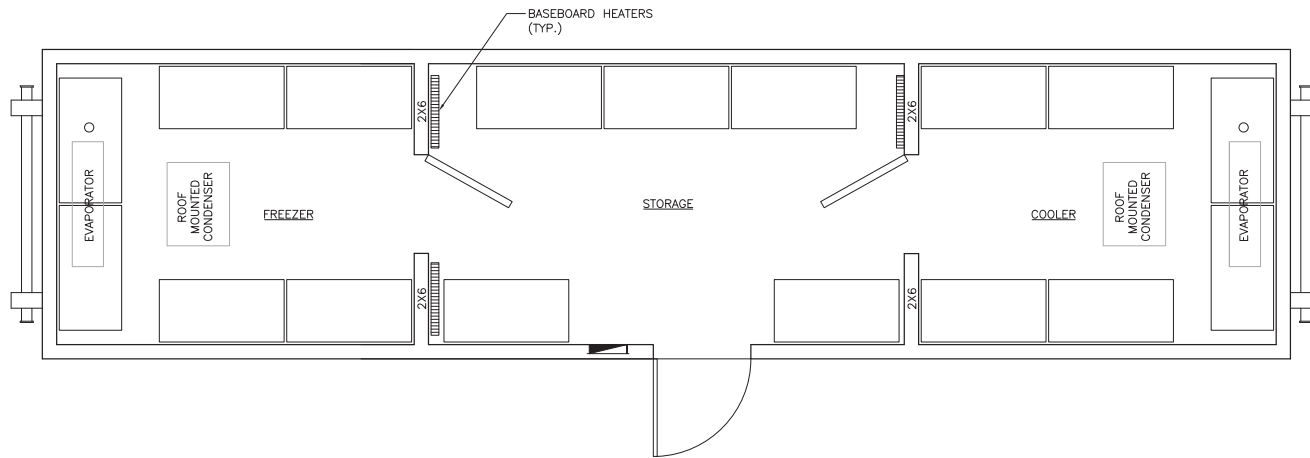 BASEBOARD HEATERS
(TYP.)
2X6
2X6
EVAPORATOR
ROOF
MOUNTED
CONDENSER
FREEZER
STORAGE
COOLER
ROOF
MOUNTED
CONDENSER
EVAPORATOR
2X6
2X6